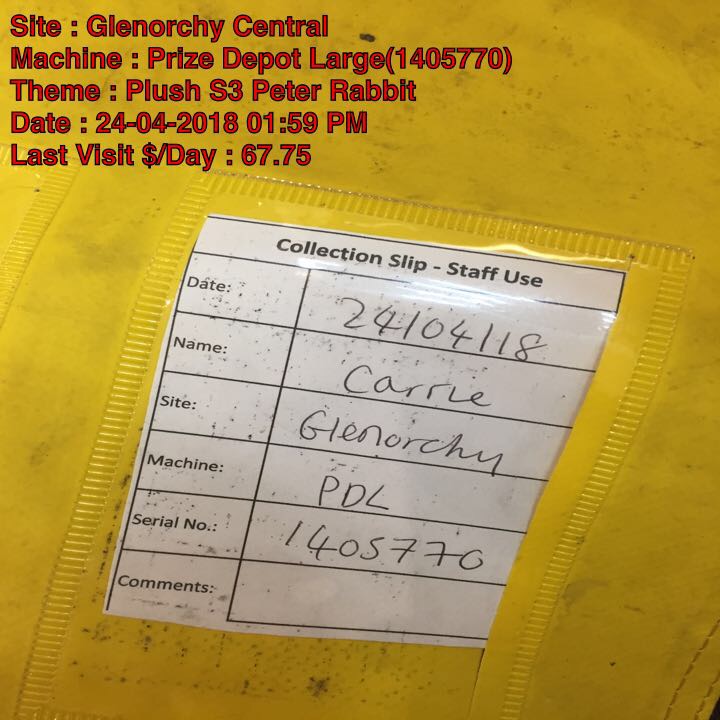 Site : Glenorchy Central
Machine : Prize Depot Large(1405770)
Theme : Plush S3 Peter Rabbit
Date : 24-04-2018 01:59 PM
Last Visit $/Day : 67.75
Collection Slip - Staff Use
Date: 24/04/18
Name: Carrie
Site: Glenorchy
Machine: PDL
Serial No.: 1405770
Comments: